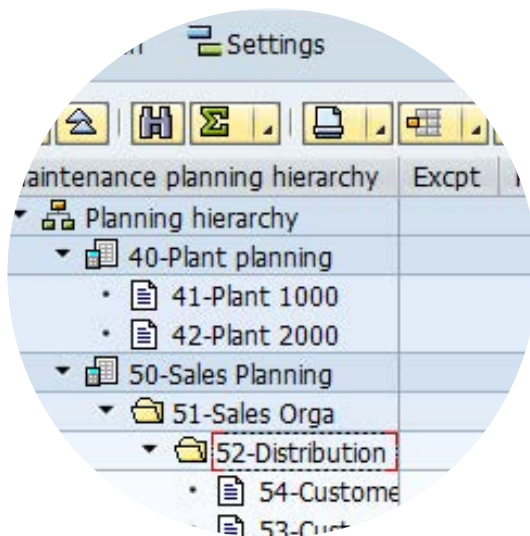 Settings
planning hierarchy Excpt
Planning hierarchy
40-Plant planning
41-Plant 1000
42-Plant 2000
50-Sales Planning
51-Sales Orga
52-Distribution
54-Custome